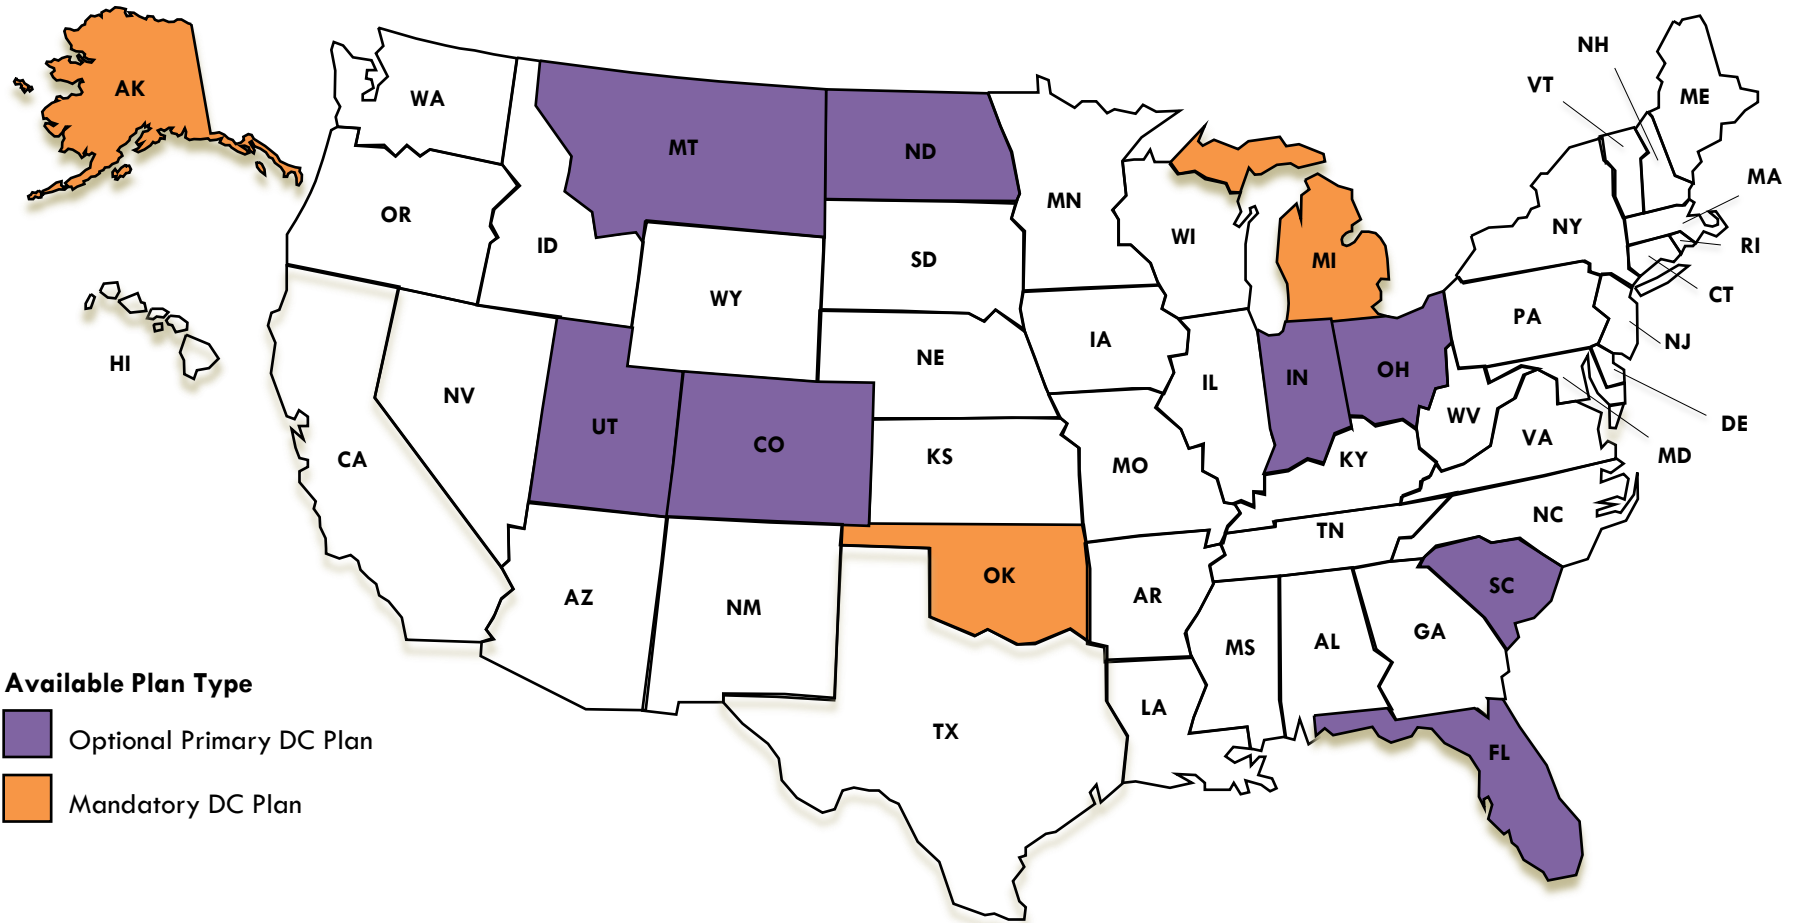 NH
VT
ME
AK
WA
MT
ND
MN
MA
OR
ID
WI
NY
RI
SD
MI
WY
CT
PA
NJ
HI
NE
IA
IL
IN
OH
NV
UT
CO
KS
MO
KY
WV
VA
DE
MD
CA
NC
TN
AZ
NM
OK
AR
SC
MS
AL
GA
Available Plan Type
LA
TX
FL
Optional Primary DC Plan
Mandatory DC Plan